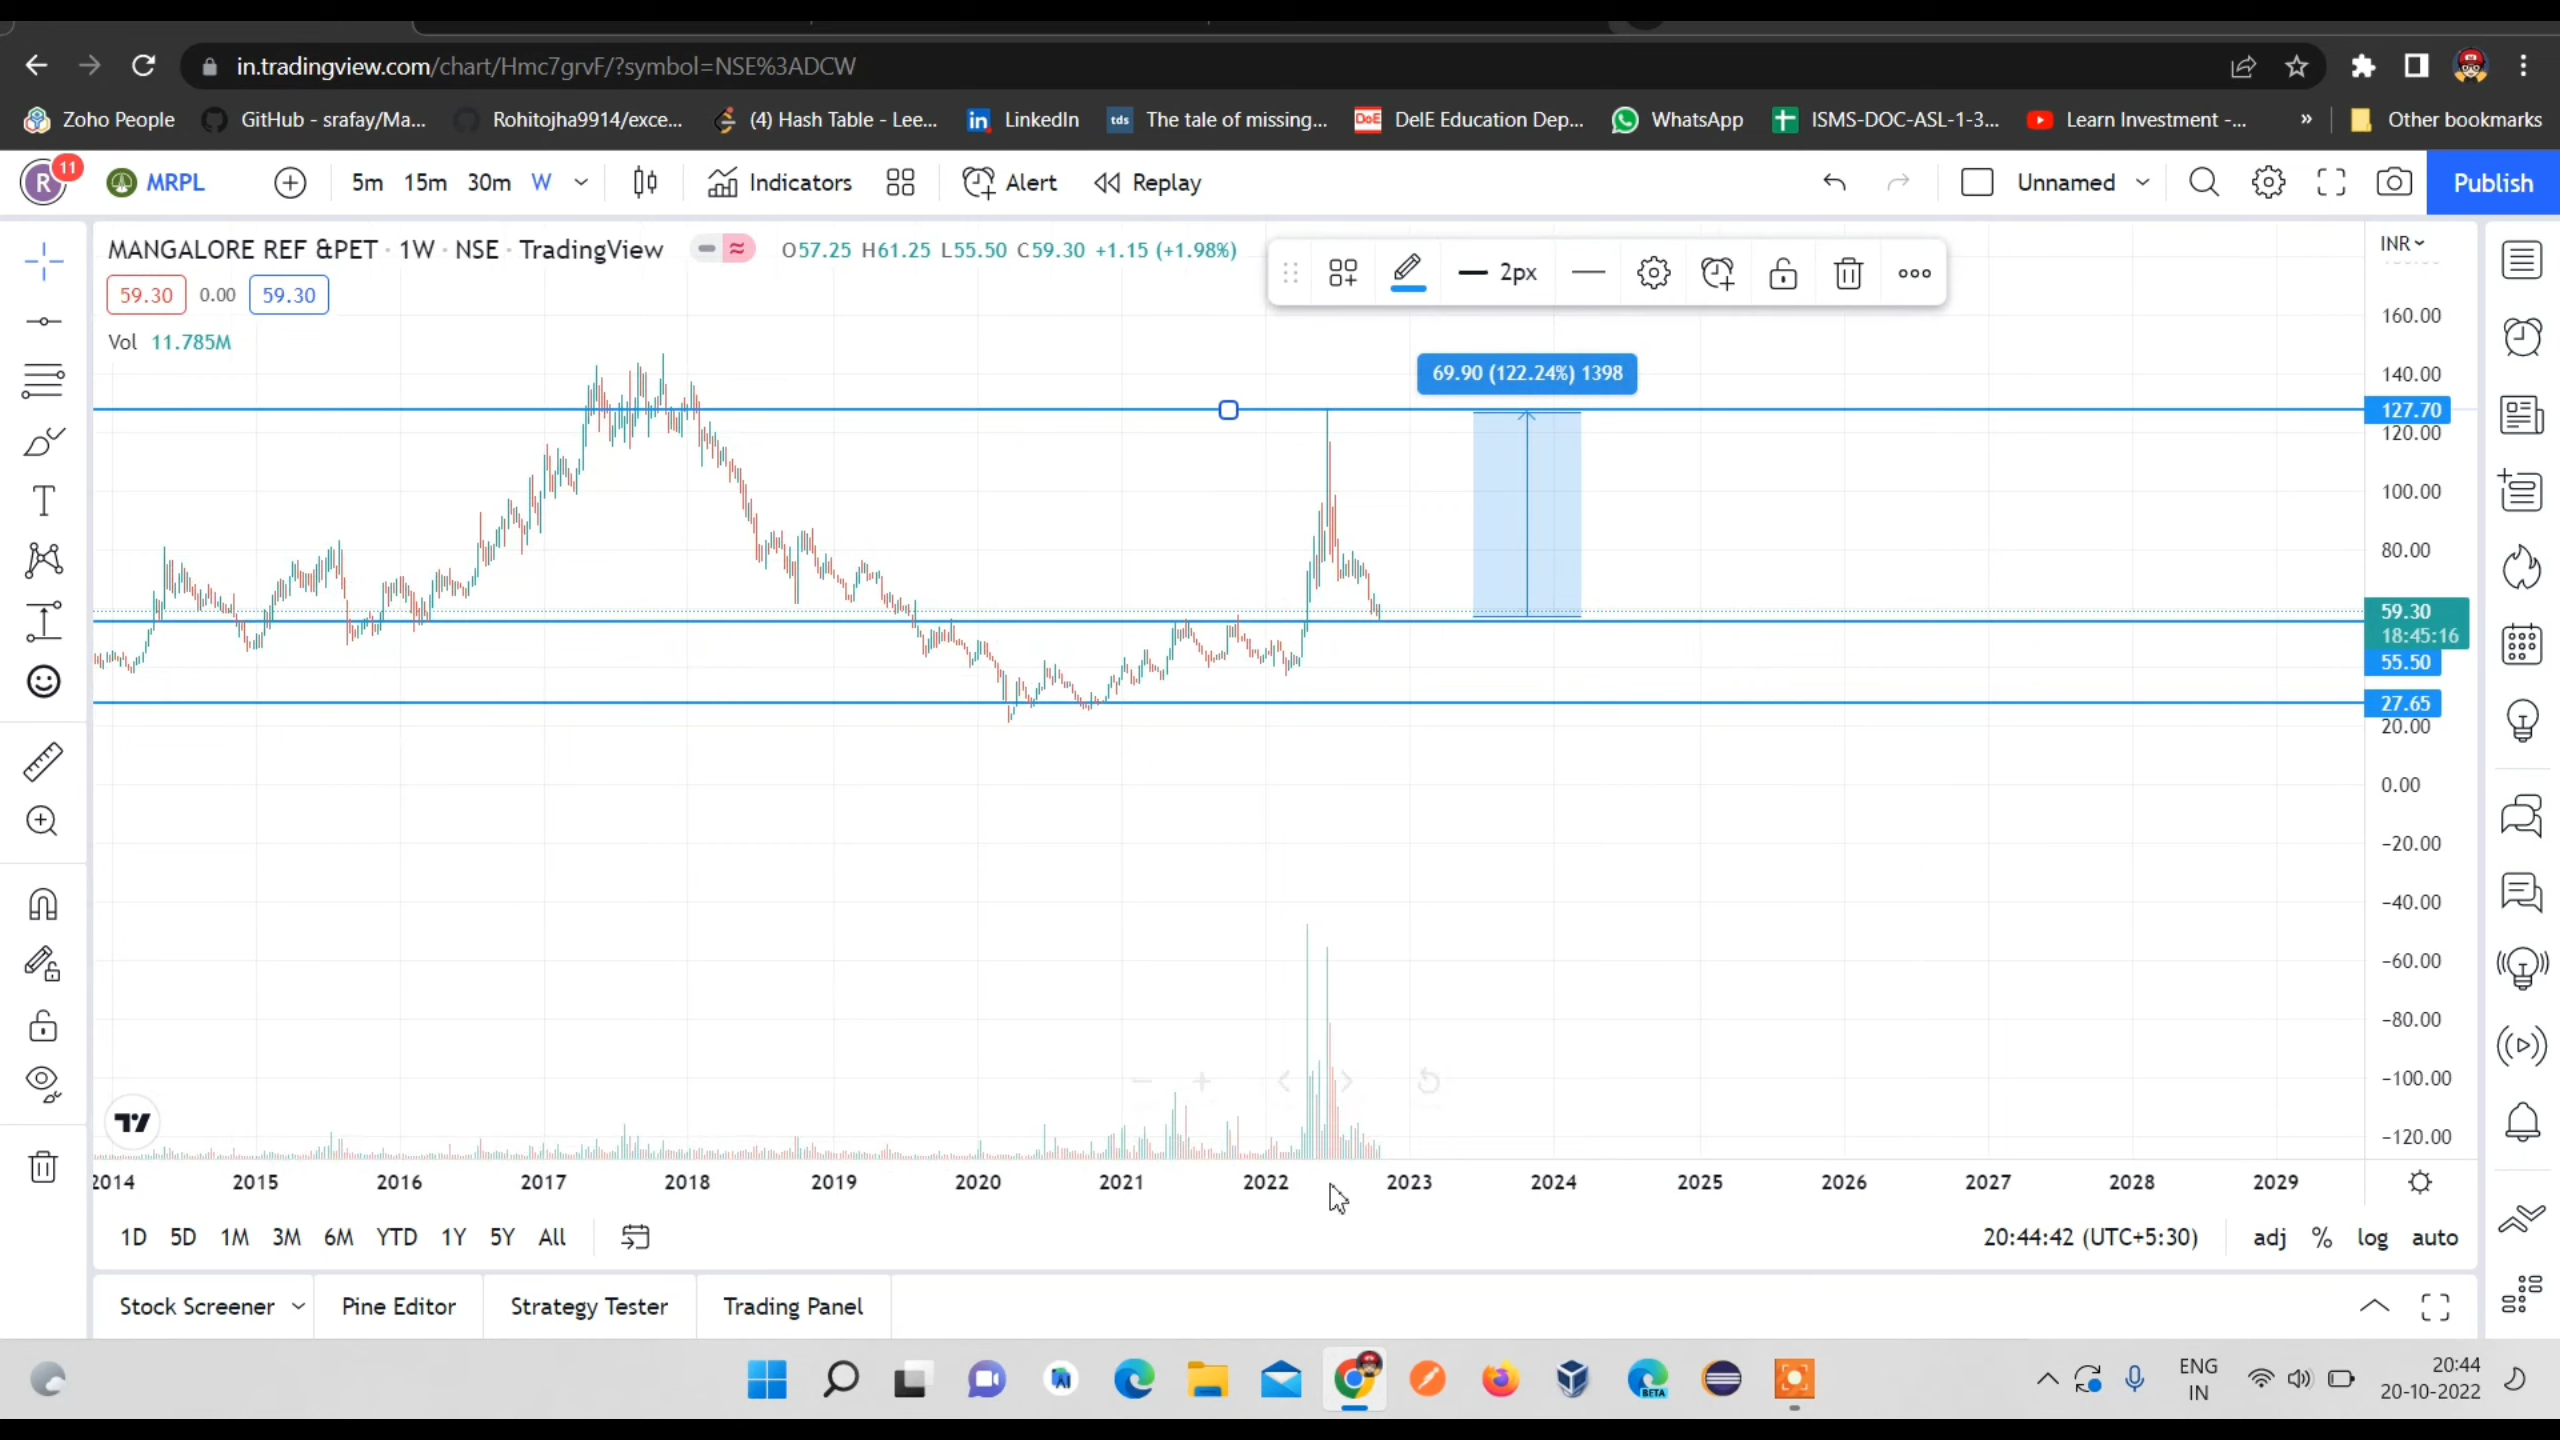 in.tradingview.com/chart/Hmc7grvF/?symbol=NSE%3ADCW
Zoho People GitHub - srafay/Ma... Rohitojha9914/exce... (4) Hash Table - Lee... in LinkedIn tds The tale of missing... DoE DelE Education Dep... WhatsApp ISMS-DOC-ASL-1-3... Learn Investment -... » Other bookmarks
R 11 MRPL 5m 15m 30m W Indicators Alert Replay Unnamed Publish
MANGALORE REF &PET · 1W · NSE · TradingView O57.25 H61.25 L55.50 C59.30 +1.15 (+1.98%)
2px
INR
59.30 0.00 59.30
Vol 11.785M
160.00
69.90 (122.24%) 1398
140.00
127.70
120.00
100.00
80.00
59.30
18:45:16
55.50
27.65
20.00
0.00
-20.00
-40.00
-60.00
-80.00
-100.00
-120.00
2014 2015 2016 2017 2018 2019 2020 2021 2022 2023 2024 2025 2026 2027 2028 2029
1D 5D 1M 3M 6M YTD 1Y 5Y All 20:44:42 (UTC+5:30) adj % log auto
Stock Screener Pine Editor Strategy Tester Trading Panel
BETA
ENG
IN
20:44
20-10-2022